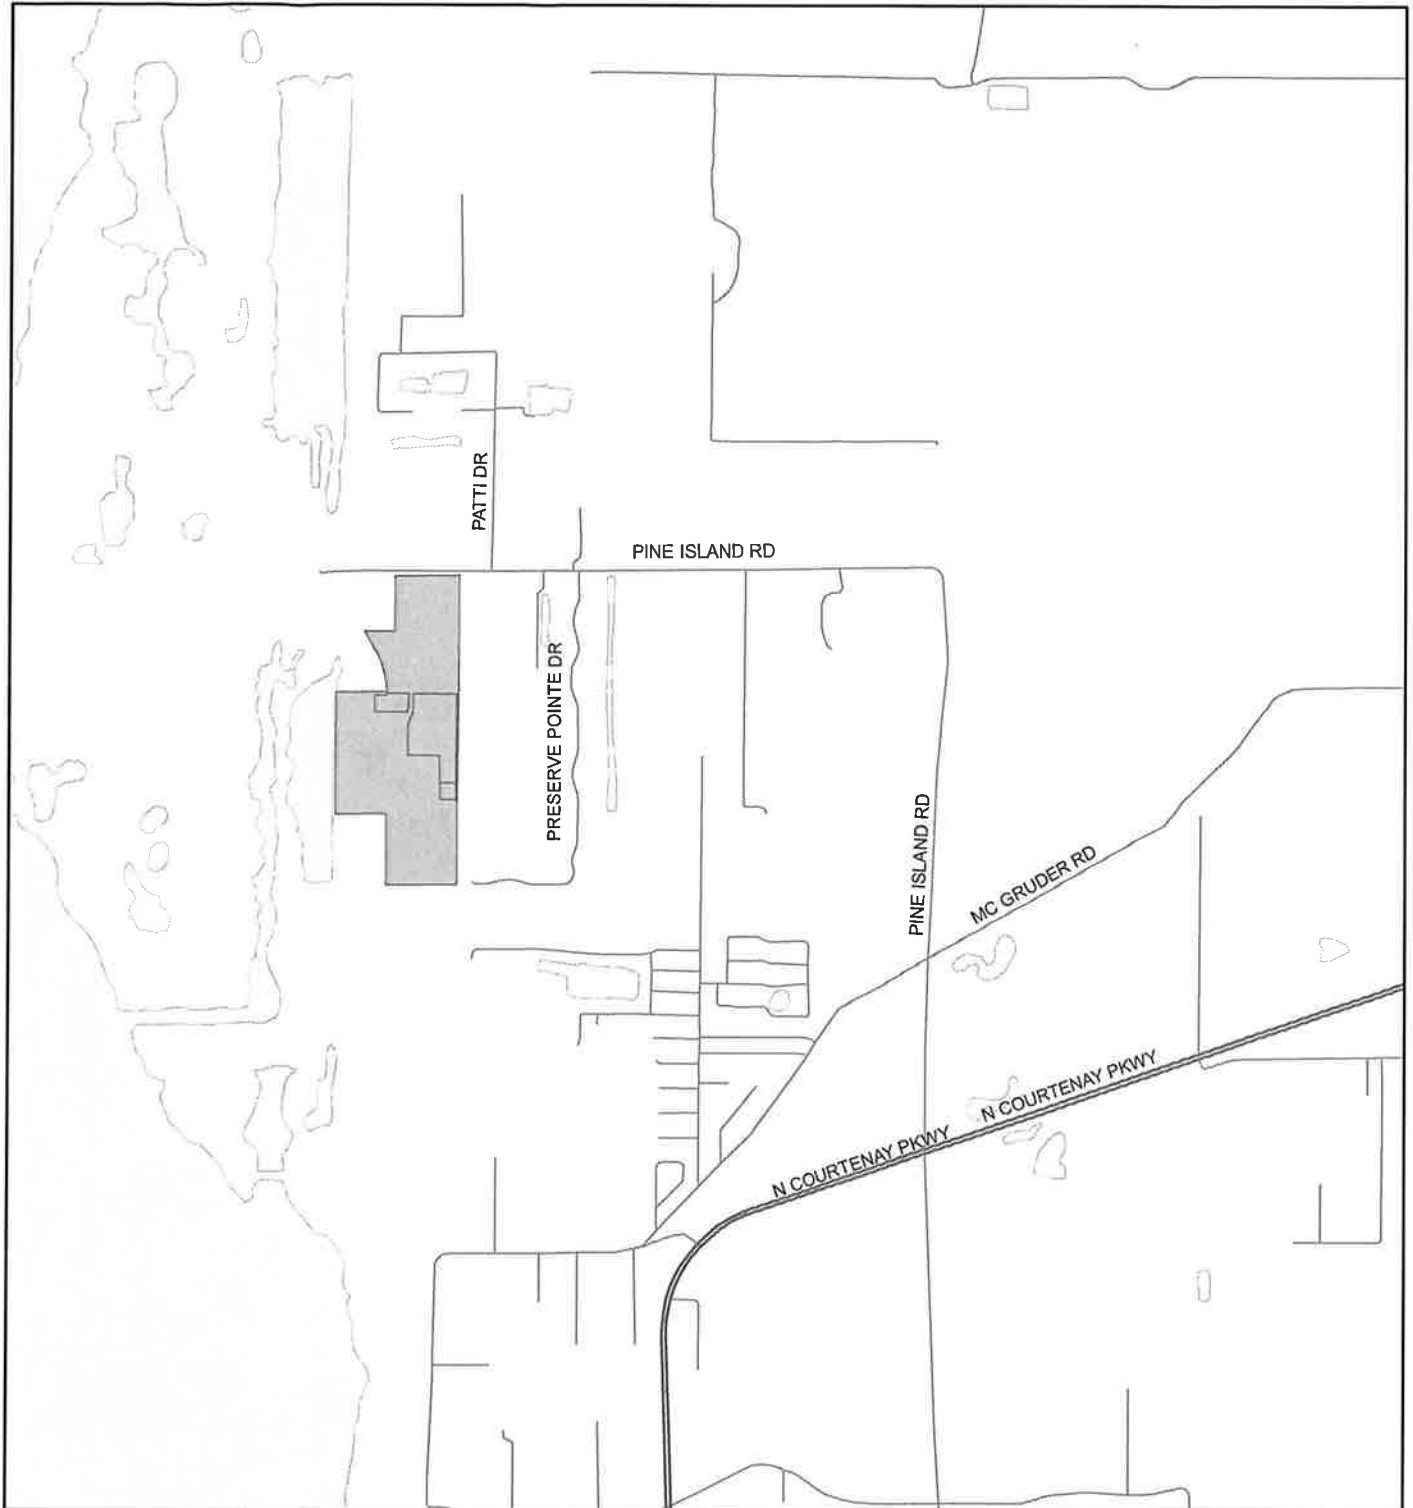 PATTI DR
PINE ISLAND RD
PRESERVE POINTE DR
PINE ISLAND RD
MC GRUDER RD
N COURTENAY PKWY
N COURTENAY PKWY